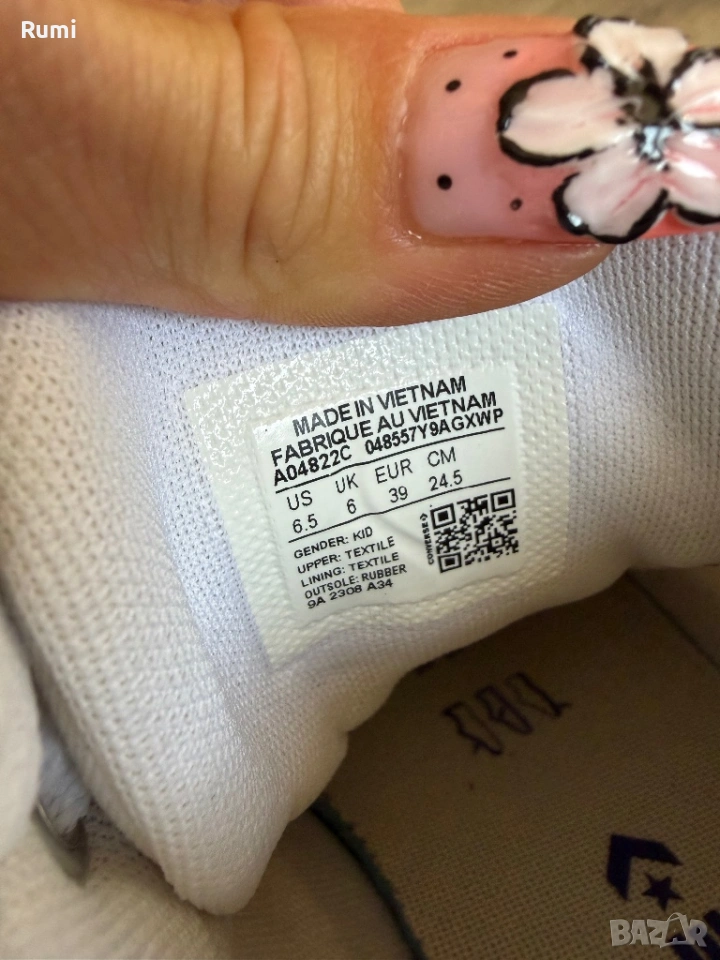 Rumi
MADE IN VIETNAM
FABRIQUE AU VIETNAM
A04822C 048557Y9AGXWP
US UK EUR CM
6.5 6 39 24.5
GENDER: KID
UPPER: TEXTILE
LINING: TEXTILE
OUTSOLE: RUBBER
9A 2308 A34
CONVERSE
BAZAR